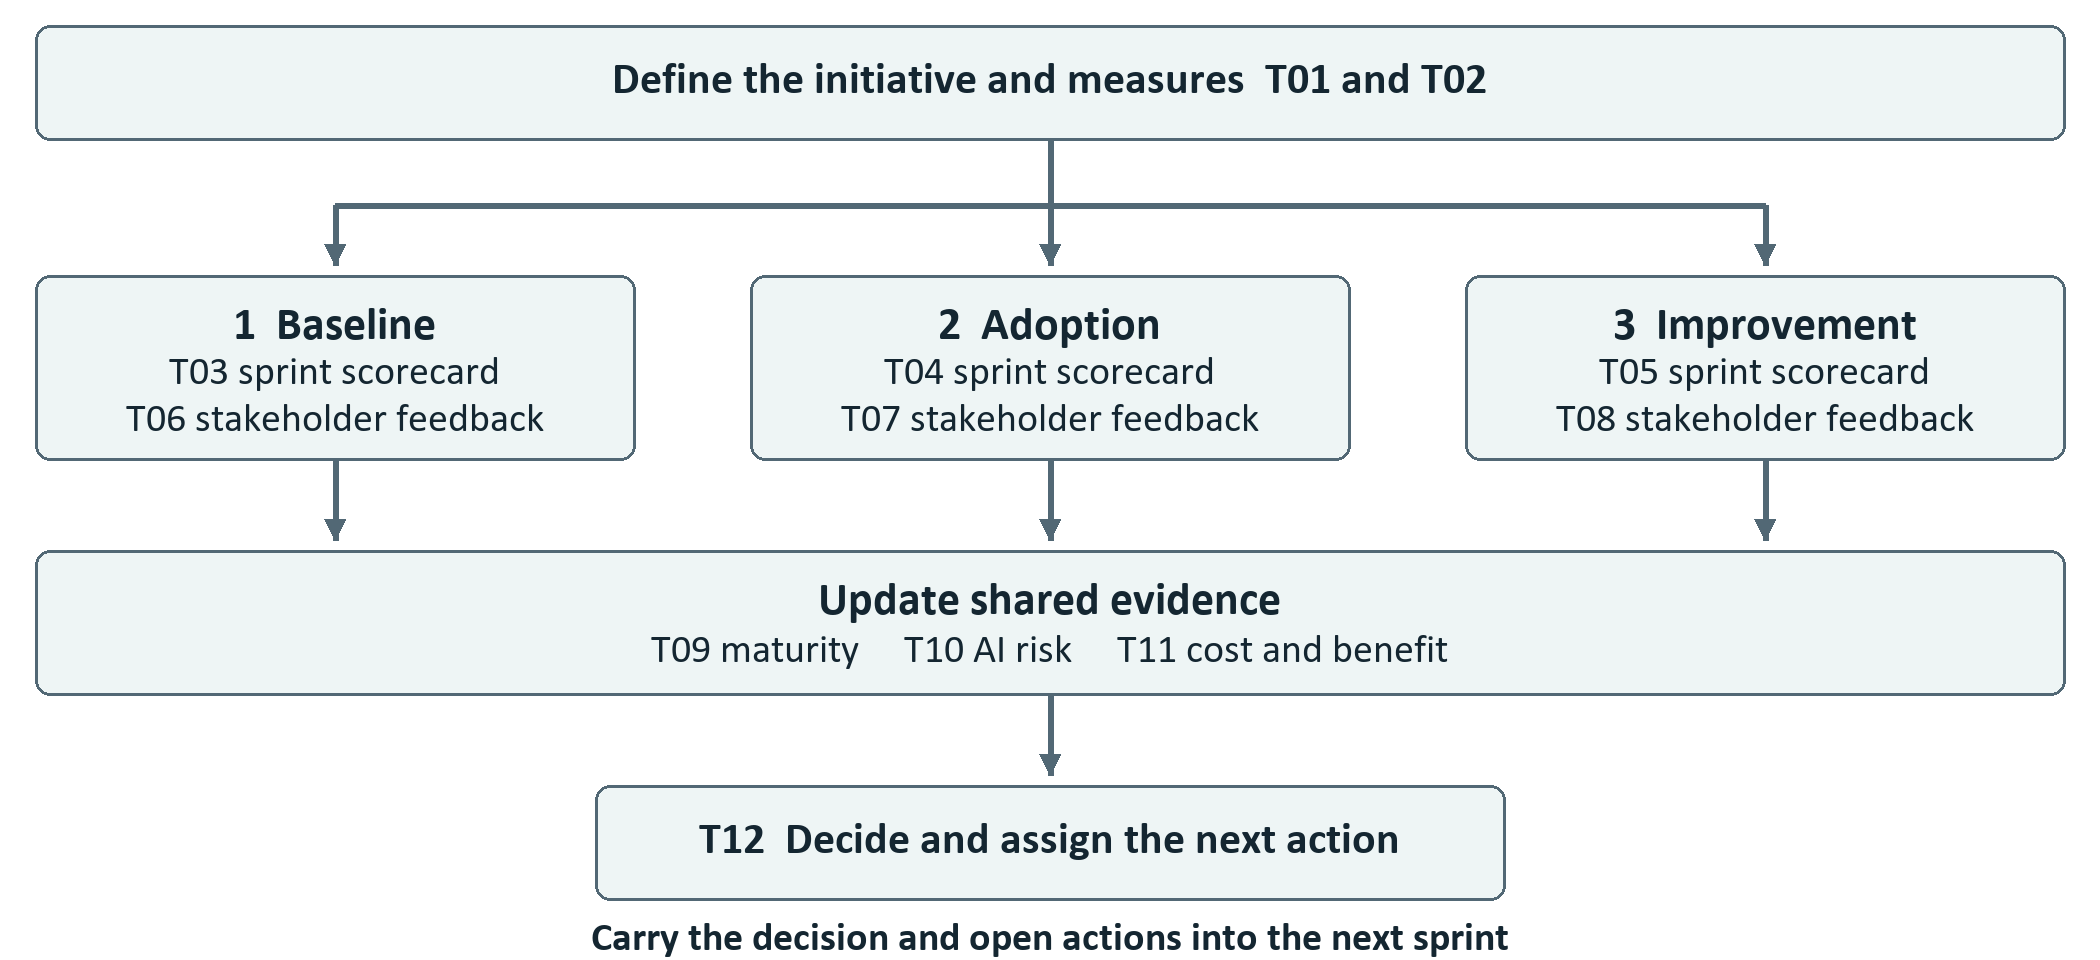 Define the initiative and measures  T01 and T02
1  Baseline
T03 sprint scorecard
T06 stakeholder feedback
2  Adoption
T04 sprint scorecard
T07 stakeholder feedback
3  Improvement
T05 sprint scorecard
T08 stakeholder feedback
Update shared evidence
T09 maturity     T10 AI risk     T11 cost and benefit
T12  Decide and assign the next action
Carry the decision and open actions into the next sprint